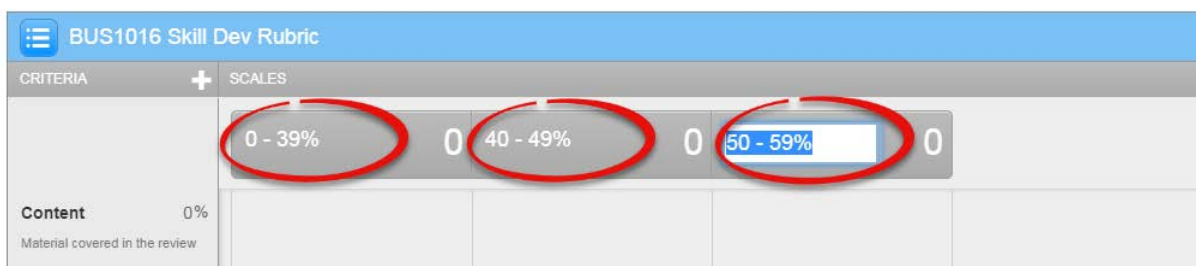 BUS1016 Skill Dev Rubric
CRITERIA SCALES
0 - 39% 0 40 - 49% 0 50 - 59% 0
Content 0%
Material covered in the review